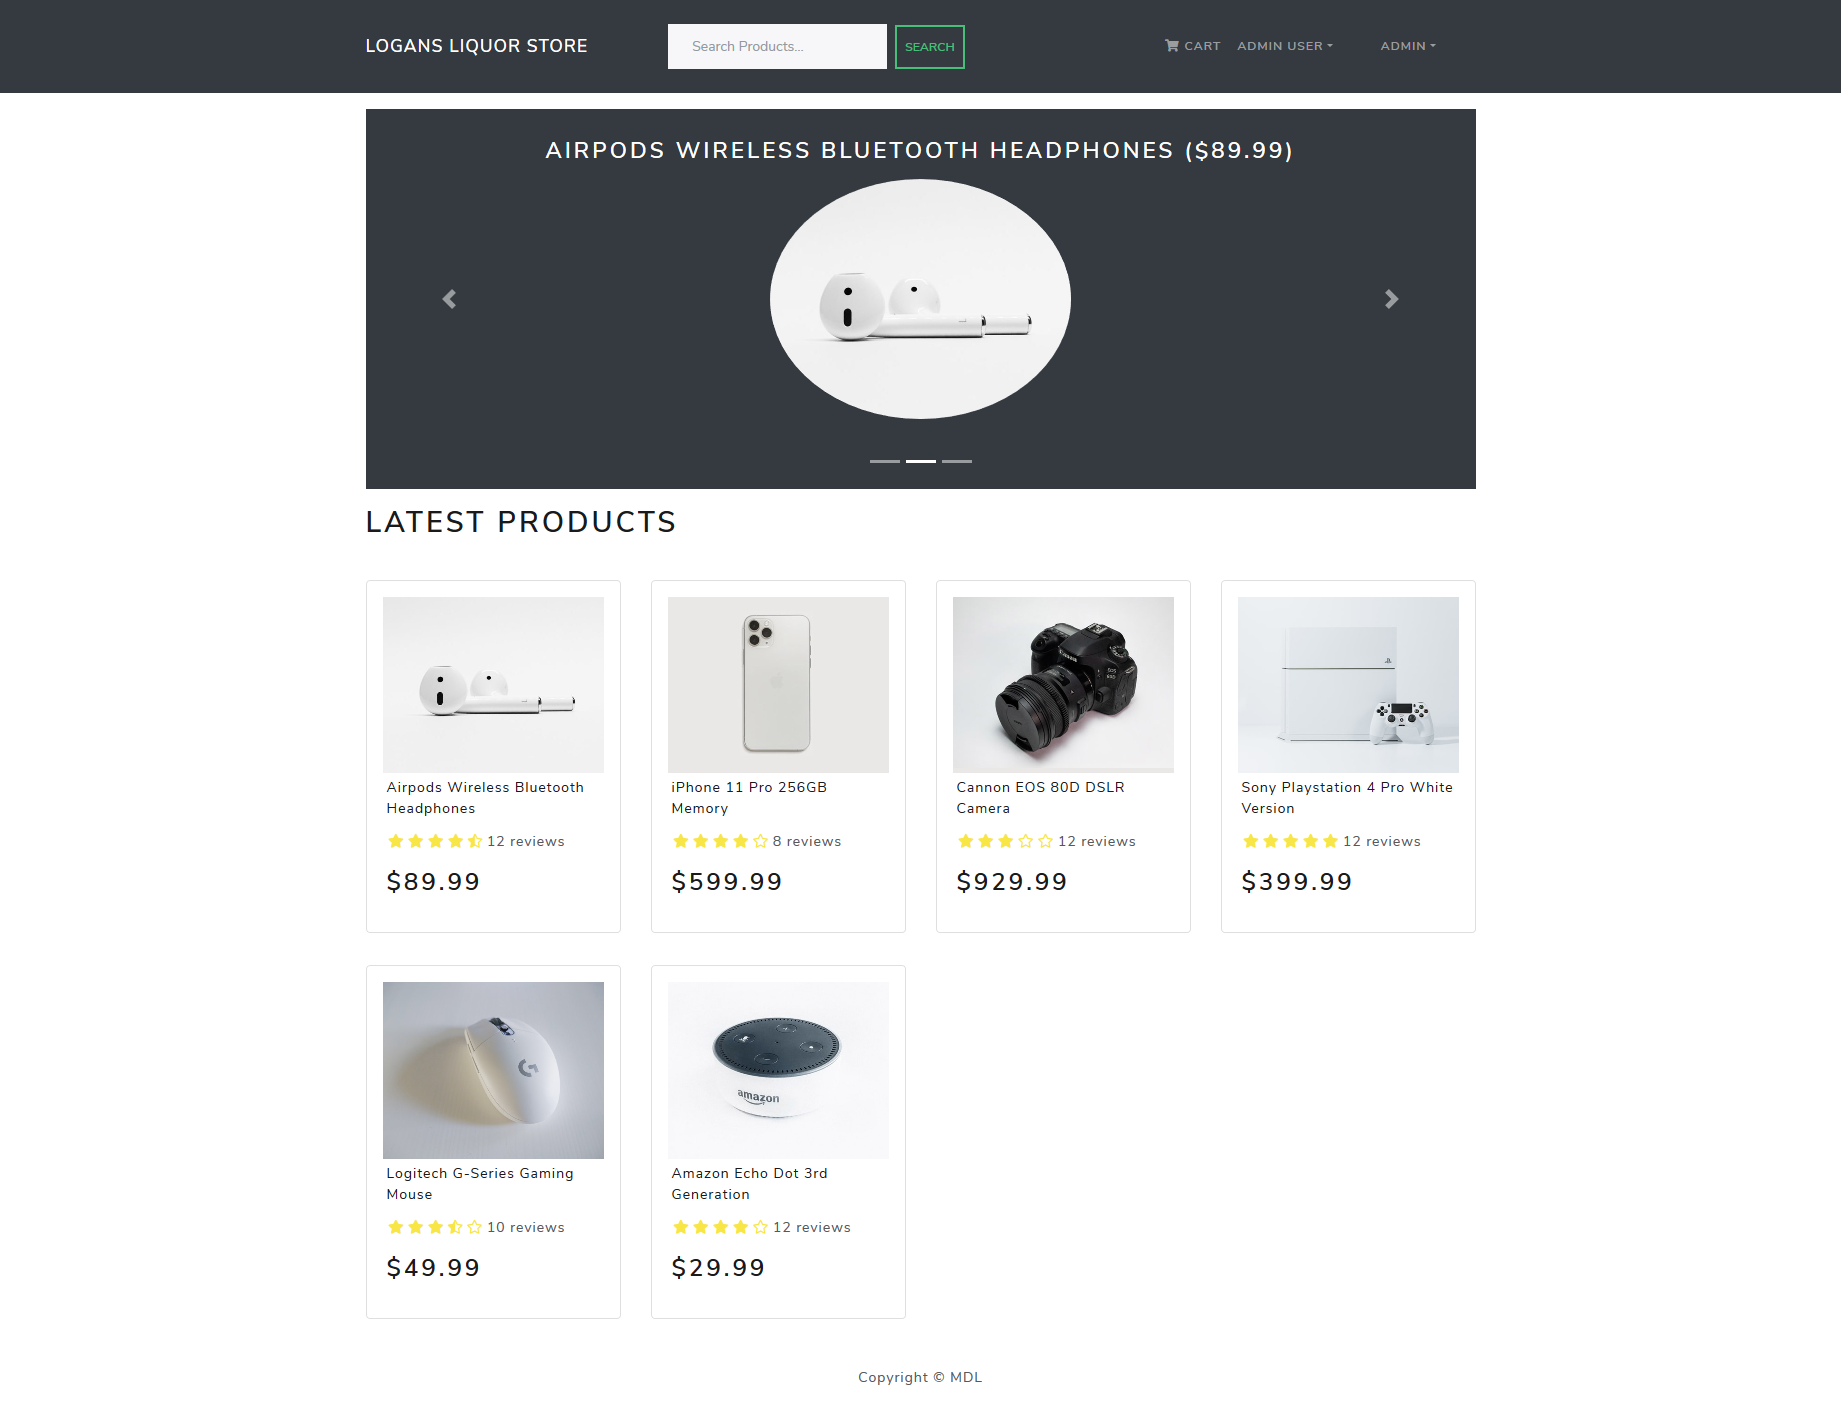 LOGANS LIQUOR STORE
Search Products...
SEARCH
CART
ADMIN USER
ADMIN
AIRPODS WIRELESS BLUETOOTH HEADPHONES ($89.99)
LATEST PRODUCTS
Airpods Wireless Bluetooth
Headphones
12 reviews
$89.99
iPhone 11 Pro 256GB
Memory
8 reviews
$599.99
Canon
EOS
80D
Cannon EOS 80D DSLR
Camera
12 reviews
$929.99
Sony Playstation 4 Pro White
Version
12 reviews
$399.99
Logitech G-Series Gaming
Mouse
10 reviews
$49.99
amazon
Amazon Echo Dot 3rd
Generation
12 reviews
$29.99
Copyright © MDL